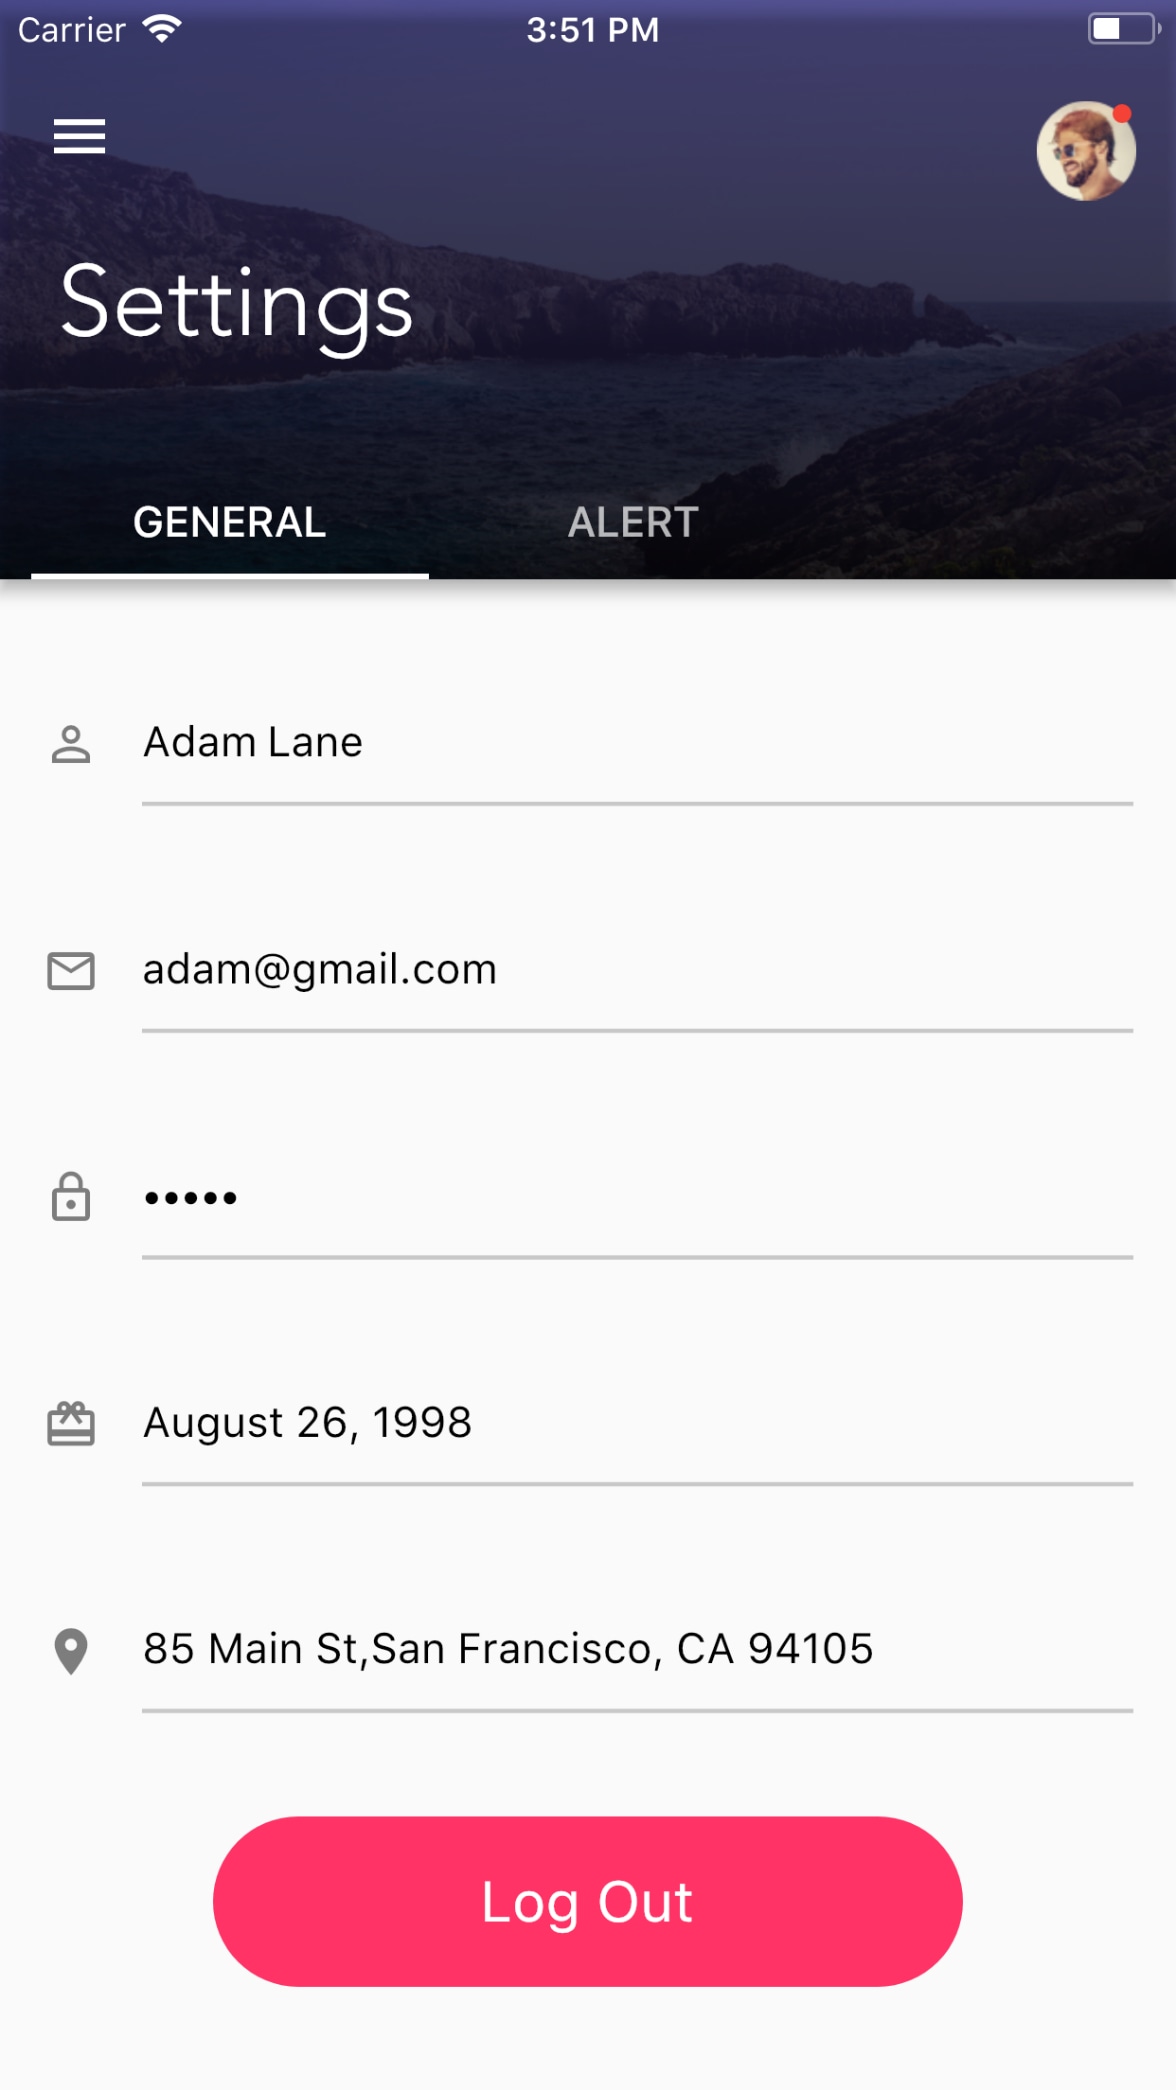 Carrier 3:51 PM
Settings
GENERAL ALERT
Adam Lane
adam@gmail.com
•••••
August 26, 1998
85 Main St,San Francisco, CA 94105
Log Out